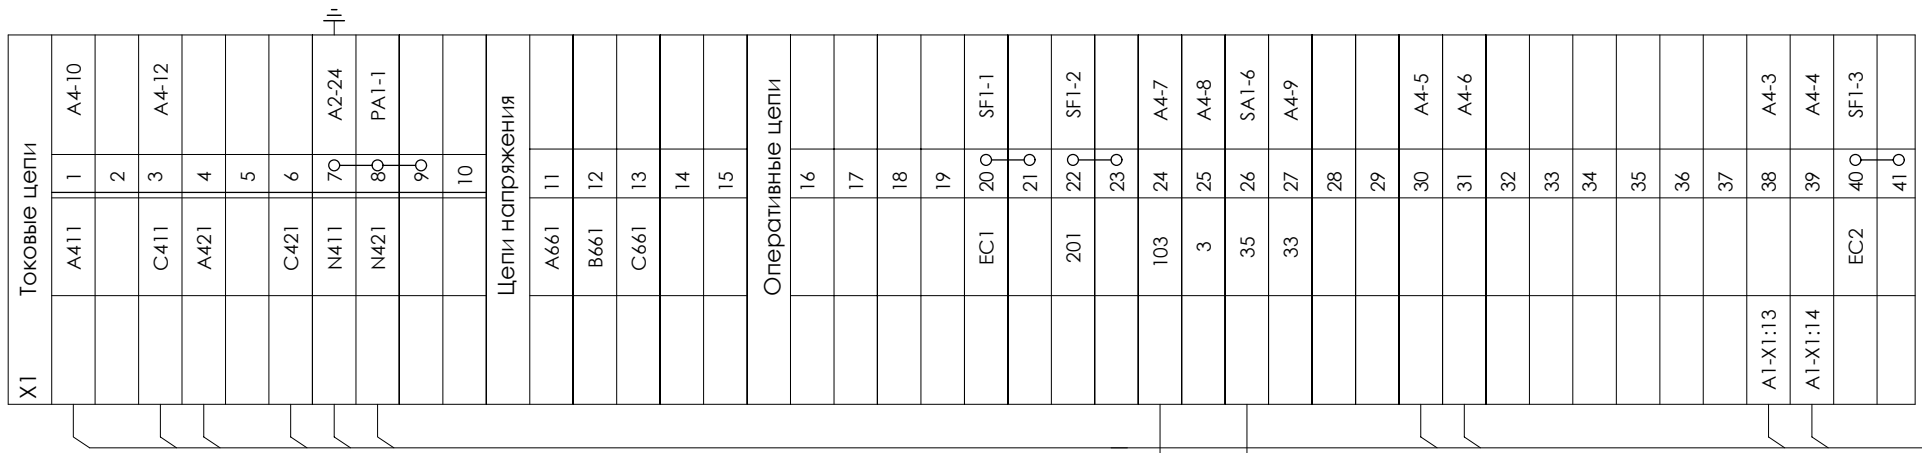 X1 Токовые цепи
A411 1 A4-10
2
C411 3 A4-12
A421 4
5
C421 6
N411 7 A2-24
N421 8 PA1-1
9
10
Цепи напряжения
A661 11
B661 12
C661 13
14
15
Оперативные цепи
16
17
18
19
EC1 20 SF1-1
21
201 22 SF1-2
23
103 24 A4-7
3 25 A4-8
35 26 SA1-6
33 27 A4-9
28
29
30 A4-5
31 A4-6
32
33
34
35
36
37
A1-X1:13 38 A4-3
A1-X1:14 39 A4-4
EC2 40 SF1-3
41